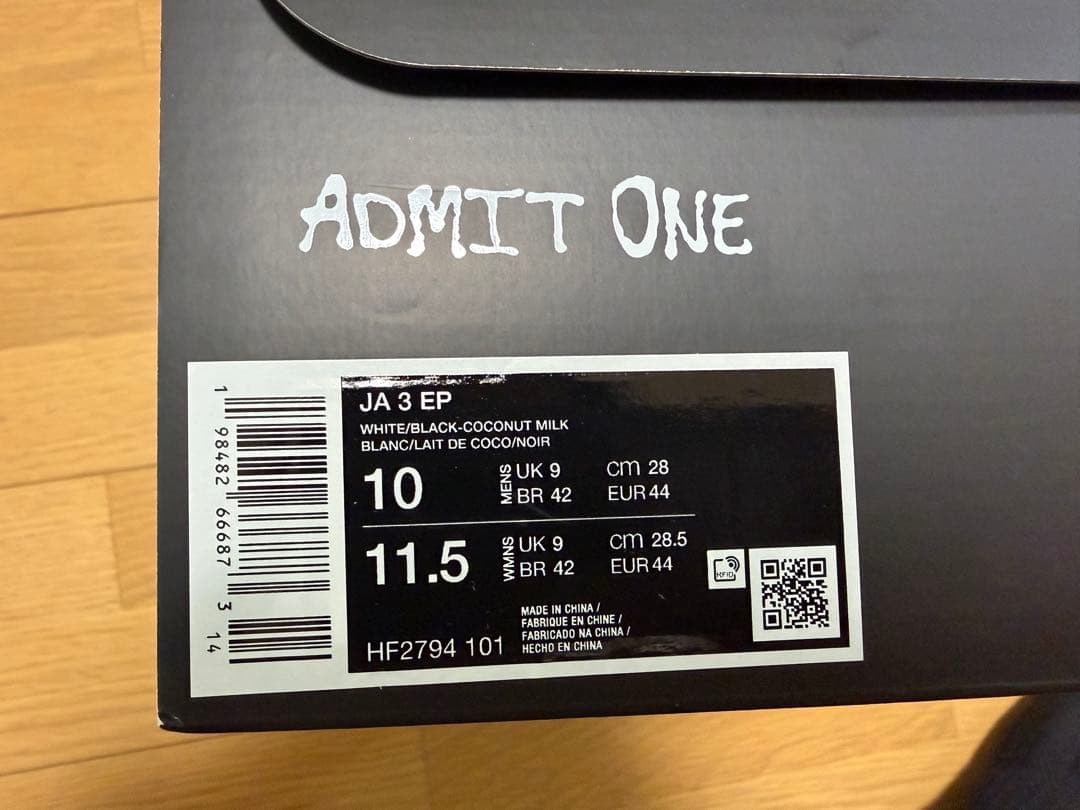 ADMIT ONE
JA 3 EP
WHITE/BLACK-COCONUT MILK
BLANC/LAIT DE COCO/NOIR
10 MENS UK 9 cm 28
BR 42 EUR 44
11.5 WMNS UK 9 cm 28.5
BR 42 EUR 44
RFID
MADE IN CHINA /
FABRIQUE EN CHINE /
FABRICADO NA CHINA /
HECHO EN CHINA
HF2794 101
1 98482 66687 3 14